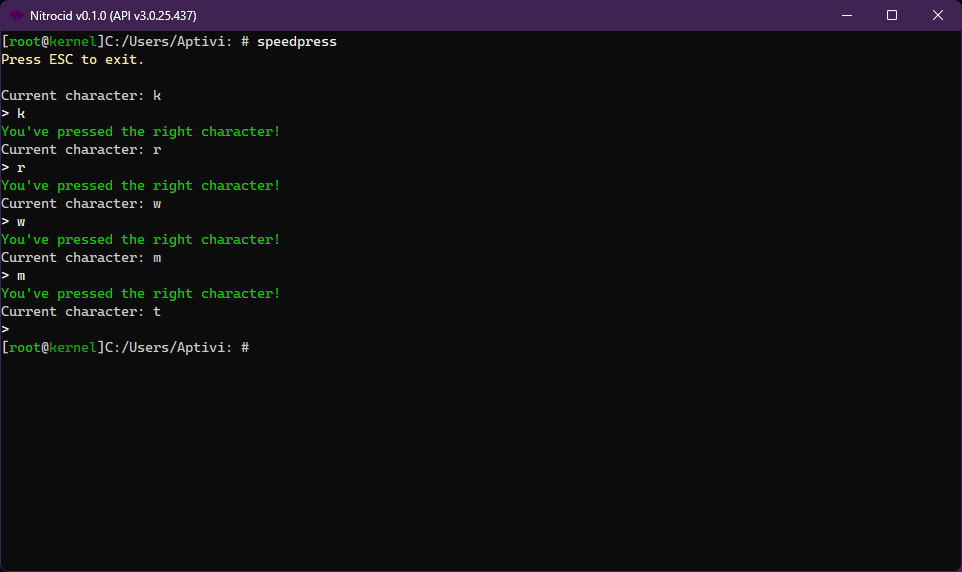 Nitrocid v0.1.0 (API v3.0.25.437)
[root@kernel]C:/Users/Aptivi: # speedpress
Press ESC to exit.
Current character: k
> k
You've pressed the right character!
Current character: r
> r
You've pressed the right character!
Current character: w
> w
You've pressed the right character!
Current character: m
> m
You've pressed the right character!
Current character: t
>
[root@kernel]C:/Users/Aptivi: #